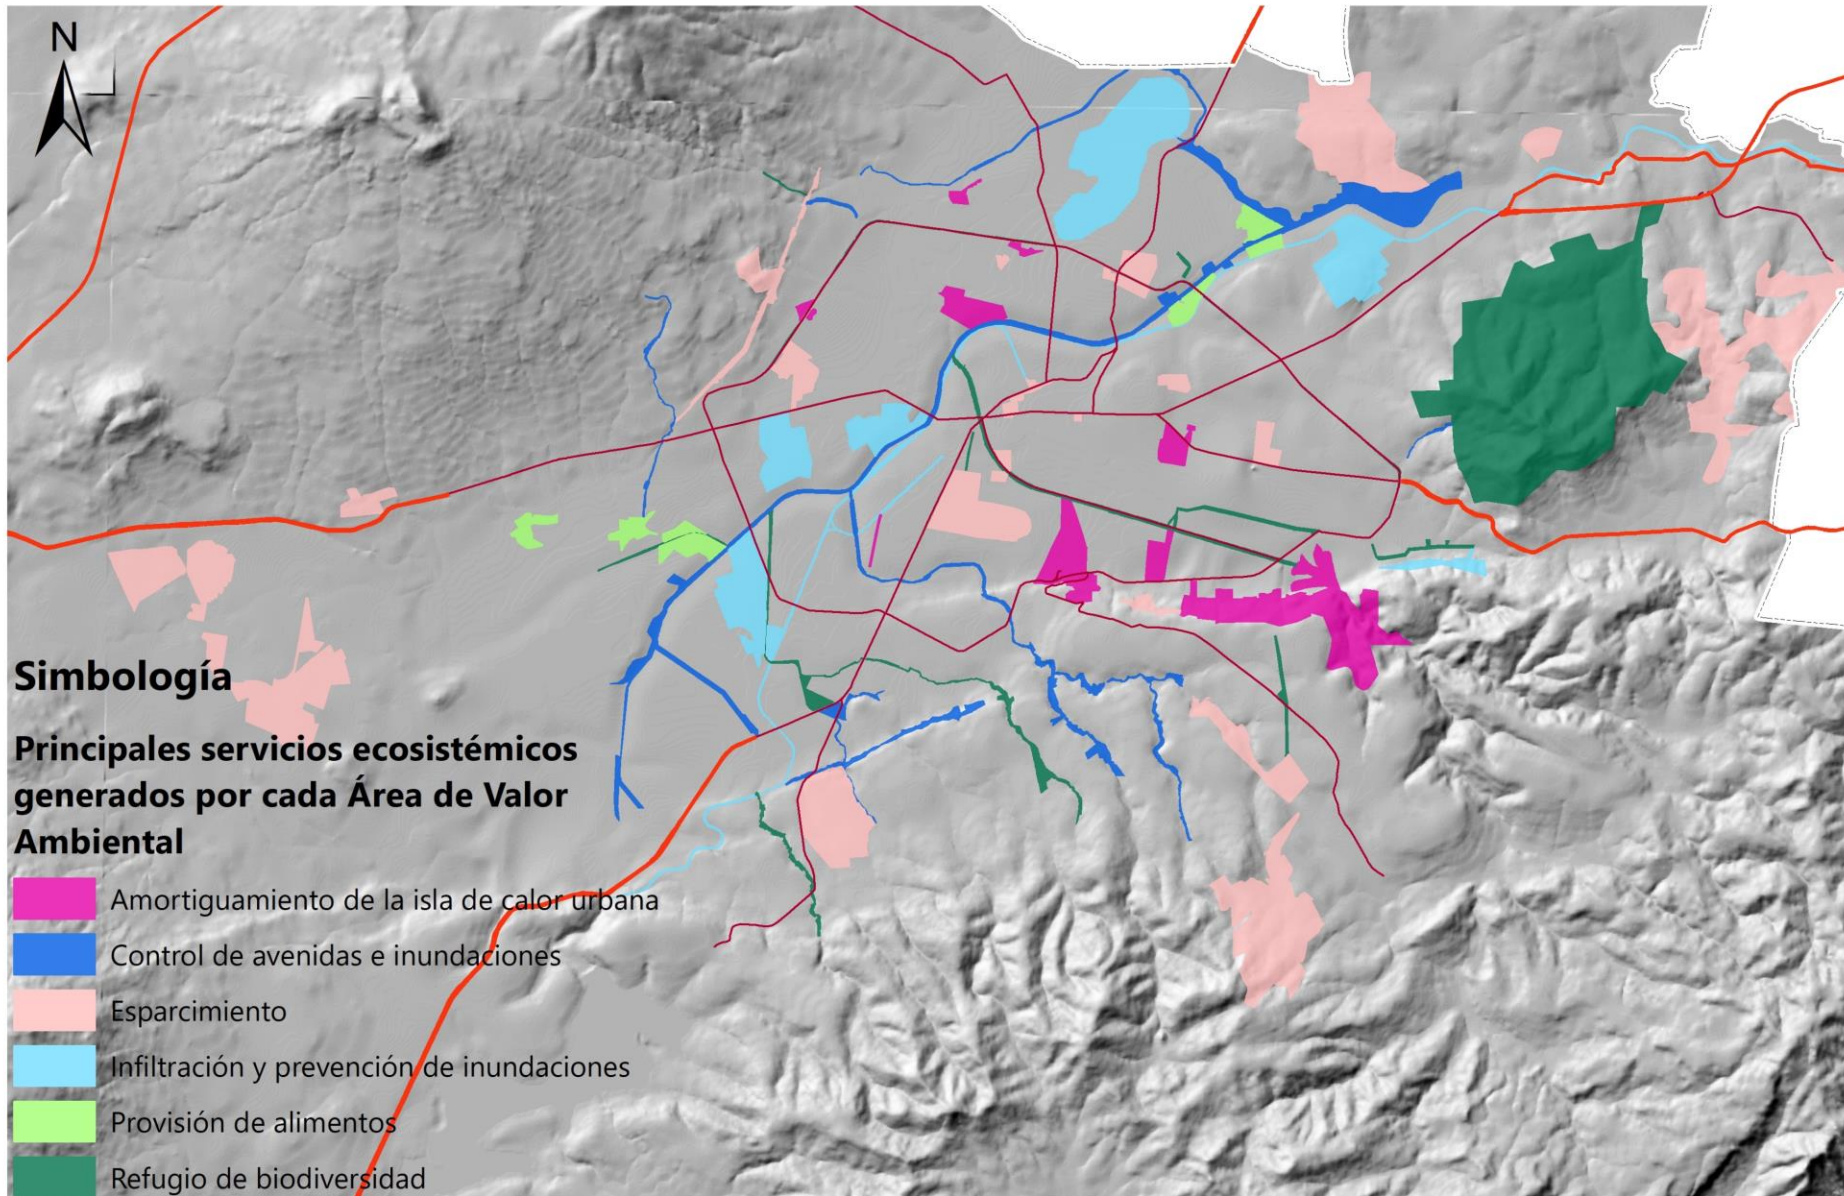 N
Simbología
Principales servicios ecosistémicos
generados por cada Área de Valor
Ambiental
Amortiguamiento de la isla de calor urbana
Control de avenidas e inundaciones
Esparcimiento
Infiltración y prevención de inundaciones
Provisión de alimentos
Refugio de biodiversidad